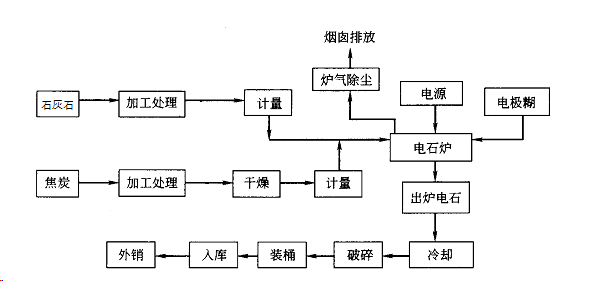 烟囱排放
炉气除尘
电源
电极糊
石灰石
加工处理
计量
电石炉
焦炭
加工处理
干燥
计量
出炉电石
外销
入库
装桶
破碎
冷却